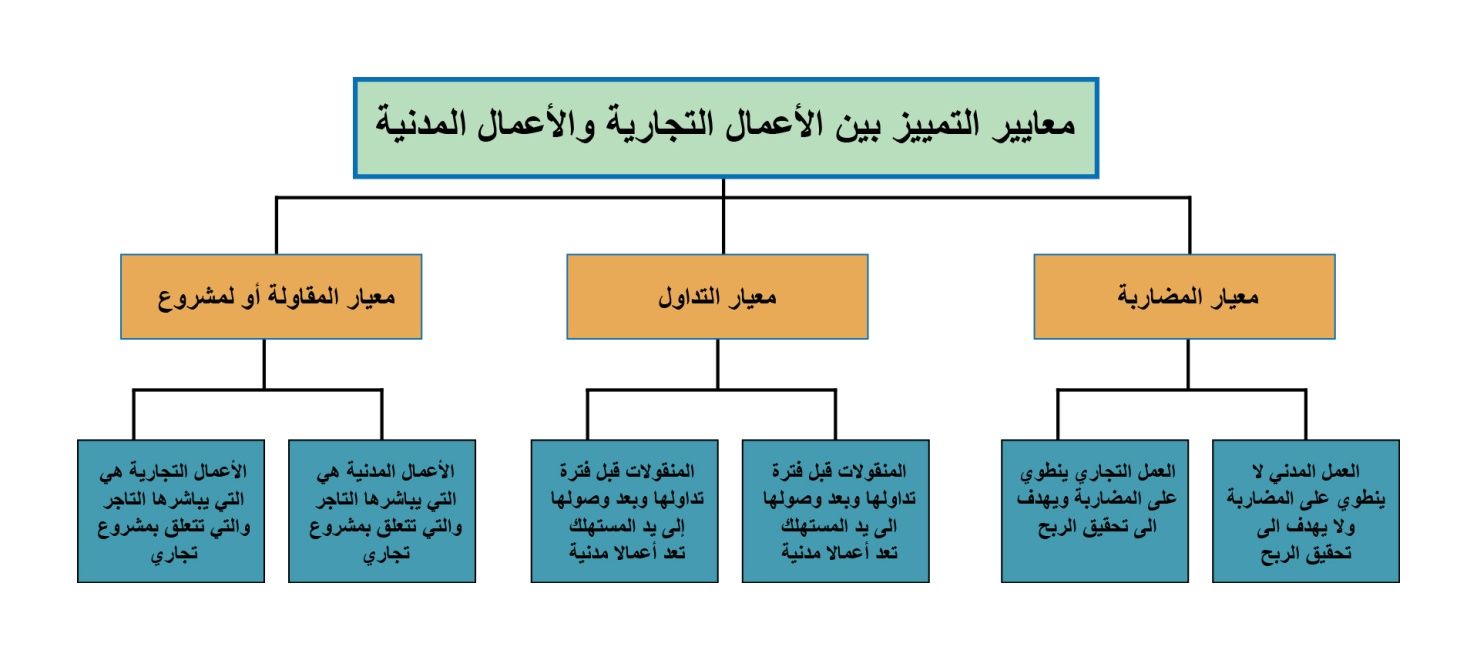 معايير التمييز بين الأعمال التجارية والأعمال المدنية
معيار المضاربة
معيار التداول
معيار المقاولة أو لمشروع
العمل المدني لا
ينطوي على المضاربة
ولا يهدف الى
تحقيق الربح
العمل التجاري ينطوي
على المضاربة ويهدف
الى تحقيق الربح
المنقولات قبل فترة
تداولها وبعد وصولها
الى يد المستهلك
تعد أعمالا مدنية
المنقولات قبل فترة
تداولها وبعد وصولها
إلى يد المستهلك
تعد أعمالا مدنية
الأعمال المدنية هي
التي يباشرها التاجر
والتي تتعلق بمشروع
تجاري
الأعمال التجارية هي
التي يباشرها التاجر
والتي تتعلق بمشروع
تجاري